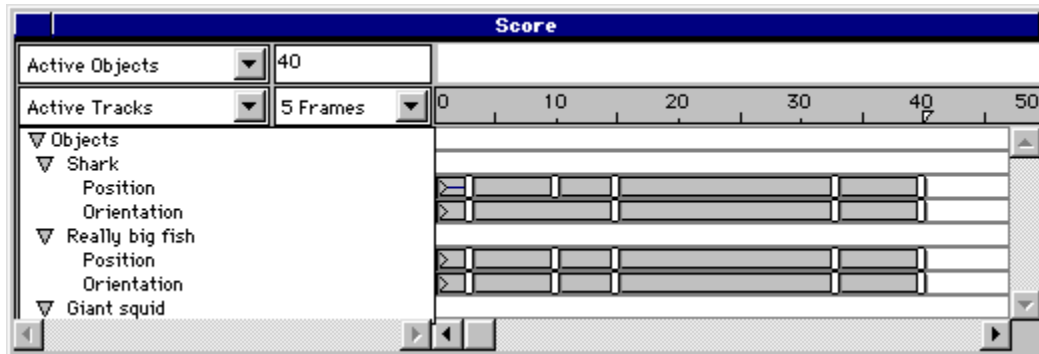 Score
Active Objects 40
Active Tracks 5 Frames 0 10 20 30 40 50
Objects
Shark
Position
Orientation
Really big fish
Position
Orientation
Giant squid